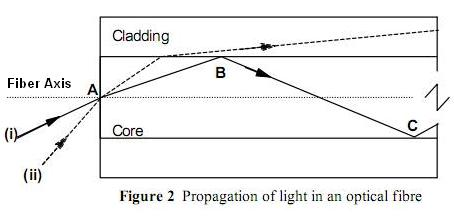 Cladding
B
Fiber Axis
A
(i)
Core
C
(ii)
Figure 2 Propagation of light in an optical fibre